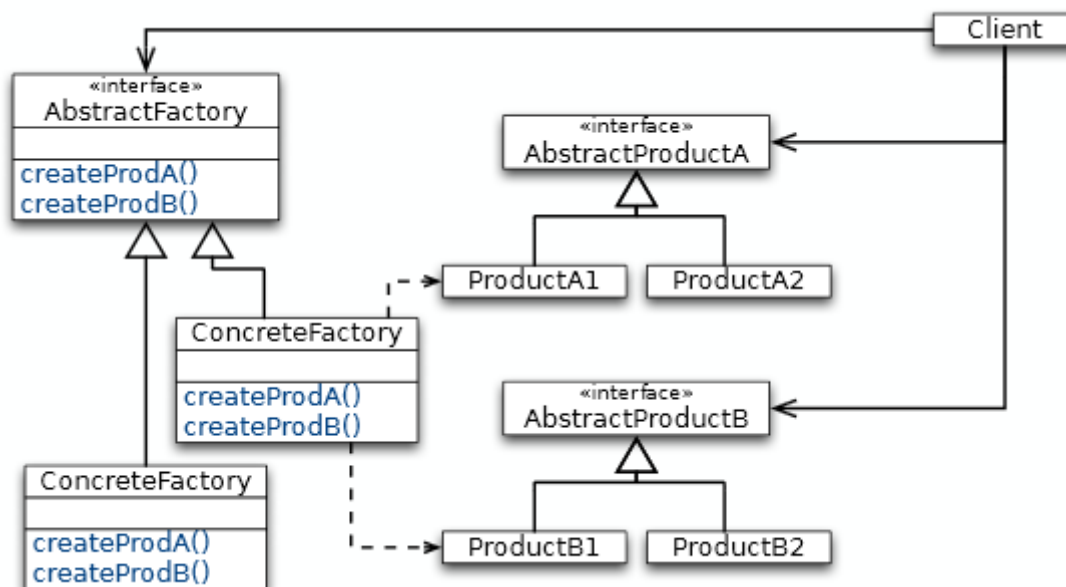 Client
«interface»
AbstractFactory
createProdA()
createProdB()
«interface»
AbstractProductA
ProductA1
ProductA2
ConcreteFactory
createProdA()
createProdB()
«interface»
AbstractProductB
ConcreteFactory
createProdA()
createProdB()
ProductB1
ProductB2